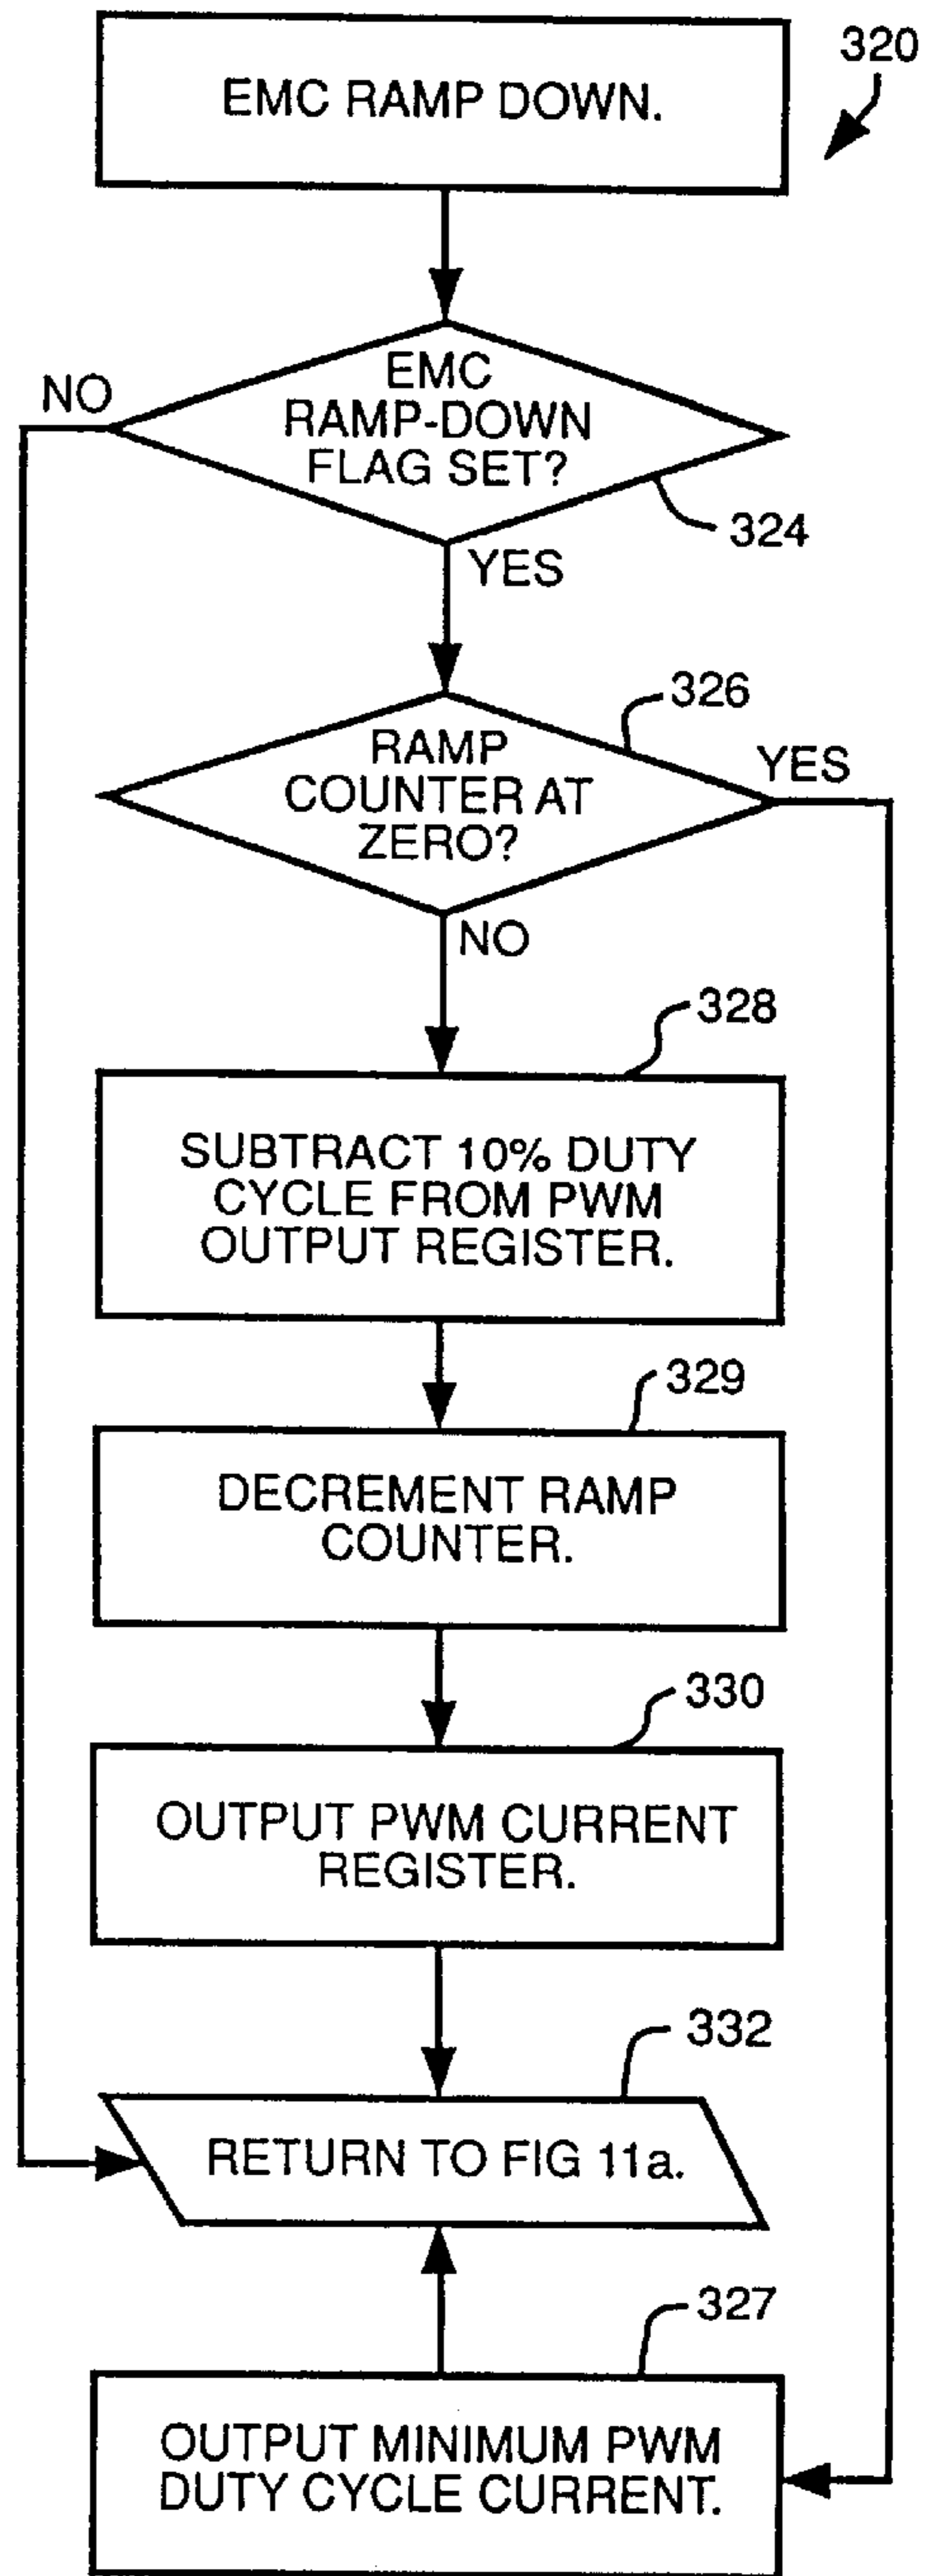 EMC RAMP DOWN.
320
EMC
RAMP-DOWN
FLAG SET?
NO
324
YES
326
RAMP
COUNTER AT
ZERO?
YES
NO
328
SUBTRACT 10% DUTY
CYCLE FROM PWM
OUTPUT REGISTER.
329
DECREMENT RAMP
COUNTER.
330
OUTPUT PWM CURRENT
REGISTER.
332
RETURN TO FIG 11a.
327
OUTPUT MINIMUM PWM
DUTY CYCLE CURRENT.